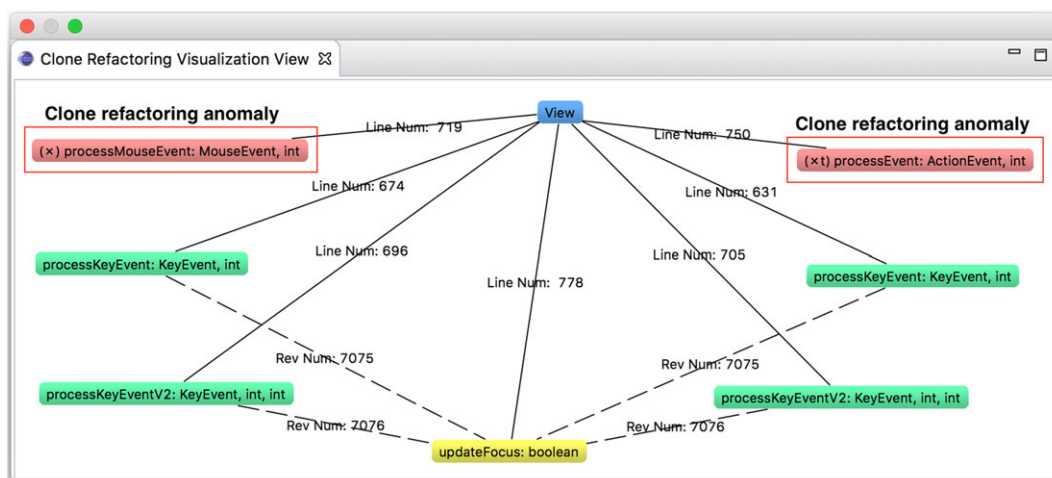 Clone Refactoring Visualization View
Clone refactoring anomaly
View
Clone refactoring anomaly
Line Num: 719
Line Num: 750
(×) processMouseEvent: MouseEvent, int
(×t) processEvent: ActionEvent, int
Line Num: 674
Line Num: 631
Line Num: 696
Line Num: 705
processKeyEvent: KeyEvent, int
processKeyEvent: KeyEvent, int
Line Num: 778
Rev Num: 7075
Rev Num: 7075
processKeyEventV2: KeyEvent, int, int
processKeyEventV2: KeyEvent, int, int
Rev Num: 7076
Rev Num: 7076
updateFocus: boolean